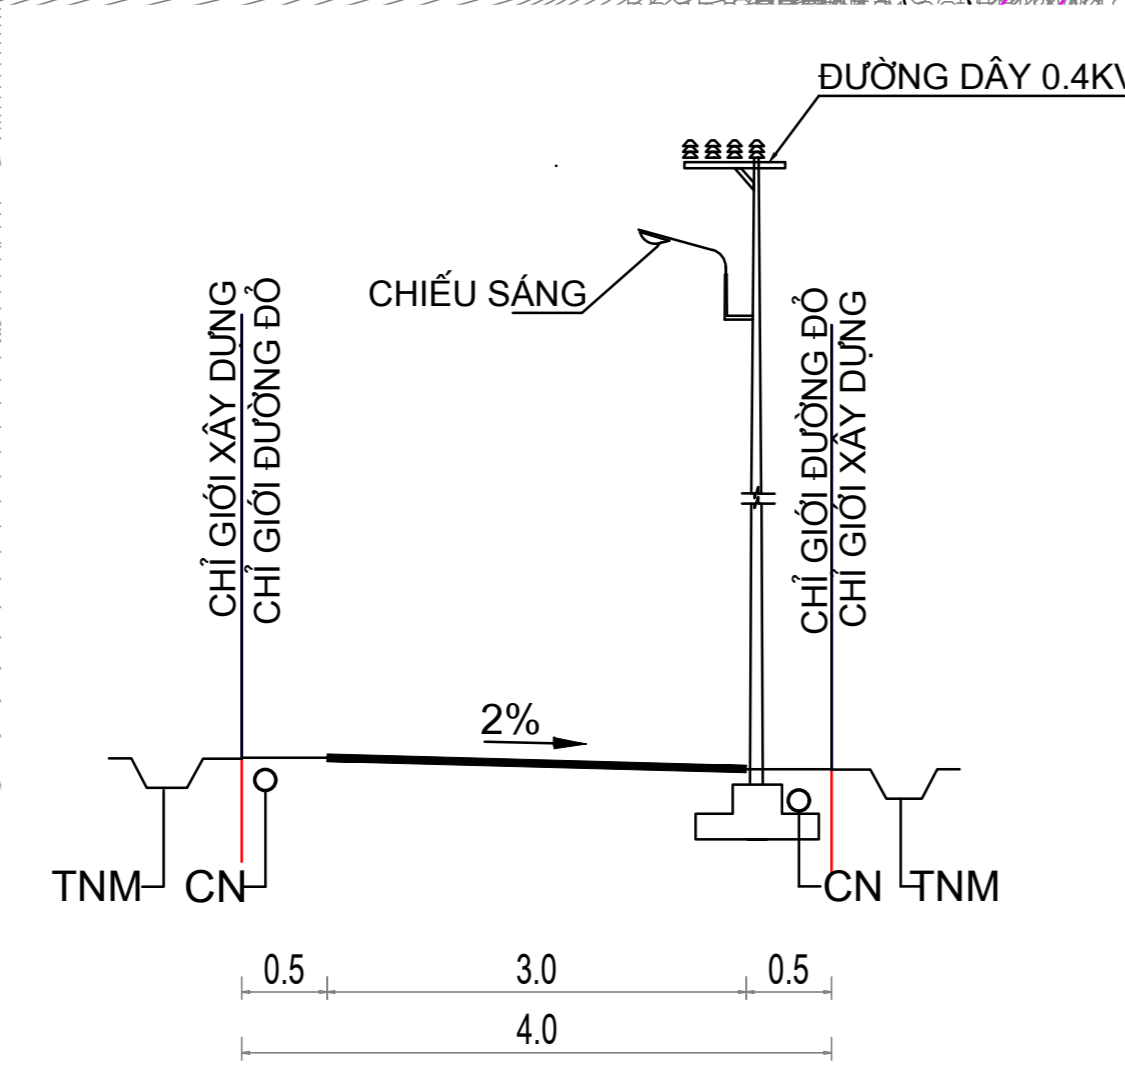 ĐƯỜNG DÂY 0.4KV
CHIẾU SÁNG
CHỈ GIỚI XÂY DỰNG
CHỈ GIỚI ĐƯỜNG ĐỎ
CHỈ GIỚI ĐƯỜNG ĐỎ
CHỈ GIỚI XÂY DỰNG
2%
TNM
CN
CN
TNM
0.5
3.0
0.5
4.0